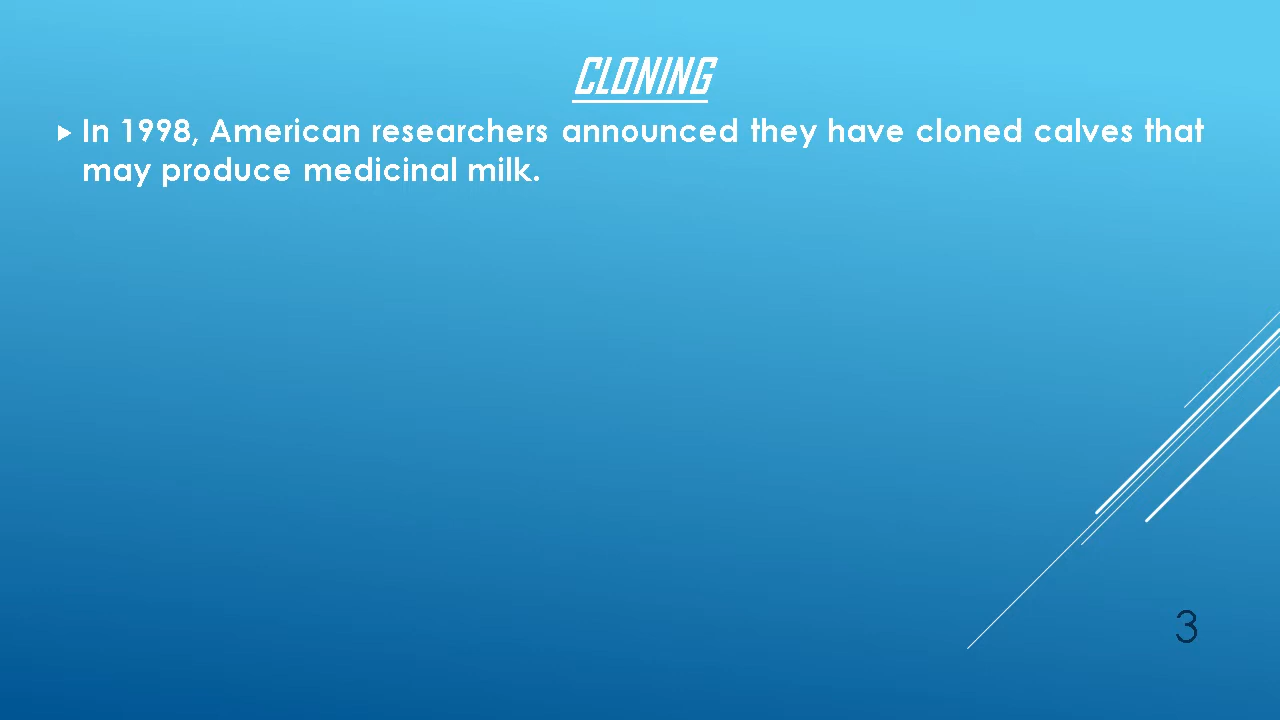 CLONING
In 1998, American researchers announced they have cloned calves that
may produce medicinal milk.
3